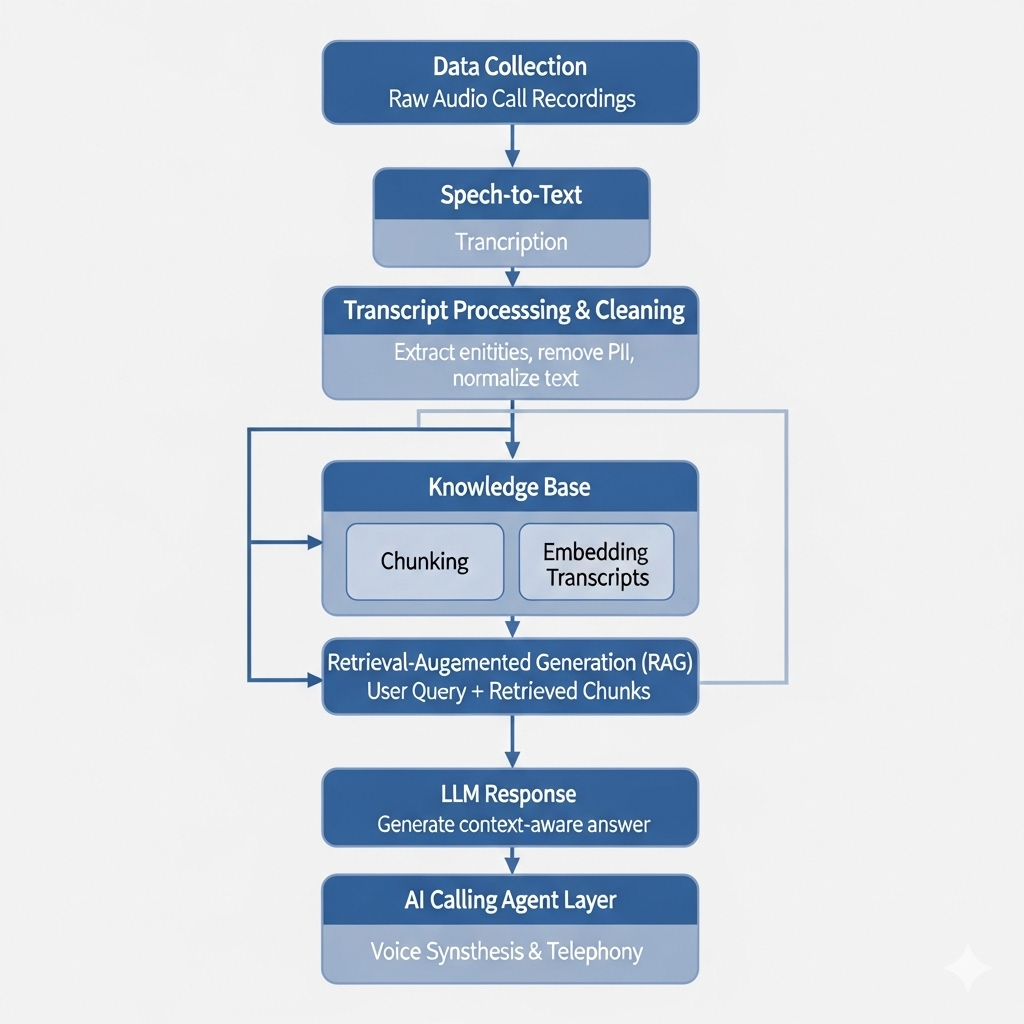 Data Collection
Raw Audio Call Recordings
Spech-to-Text
Trancription
Transcript Processsing & Cleaning
Extract enitities, remove PII,
normalize text
Knowledge Base
Chunking
Embedding
Transcripts
Retrieval-Augamented Generation (RAG)
User Query + Retrieved Chunks
LLM Response
Generate context-aware answer
AI Calling Agent Layer
Voice Synsthesis & Telephony